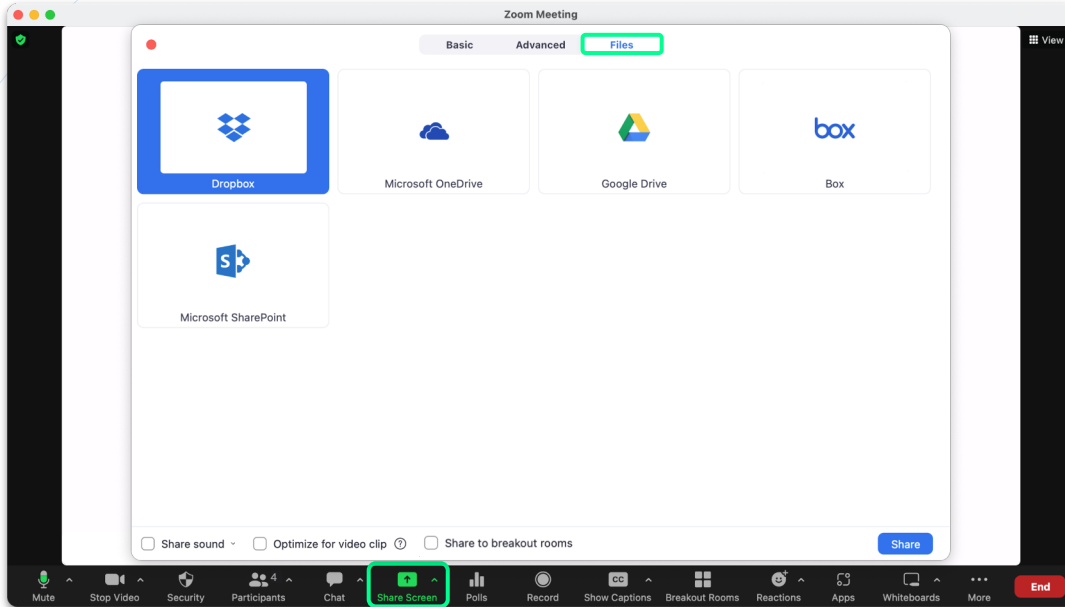 Zoom Meeting
View
Basic Advanced Files
Dropbox Microsoft OneDrive Google Drive box Box
S
Microsoft SharePoint
Share sound Optimize for video clip ? Share to breakout rooms Share
4 CC
Mute Stop Video Security Participants Chat Share Screen Polls Record Show Captions Breakout Rooms Reactions Apps Whiteboards More End